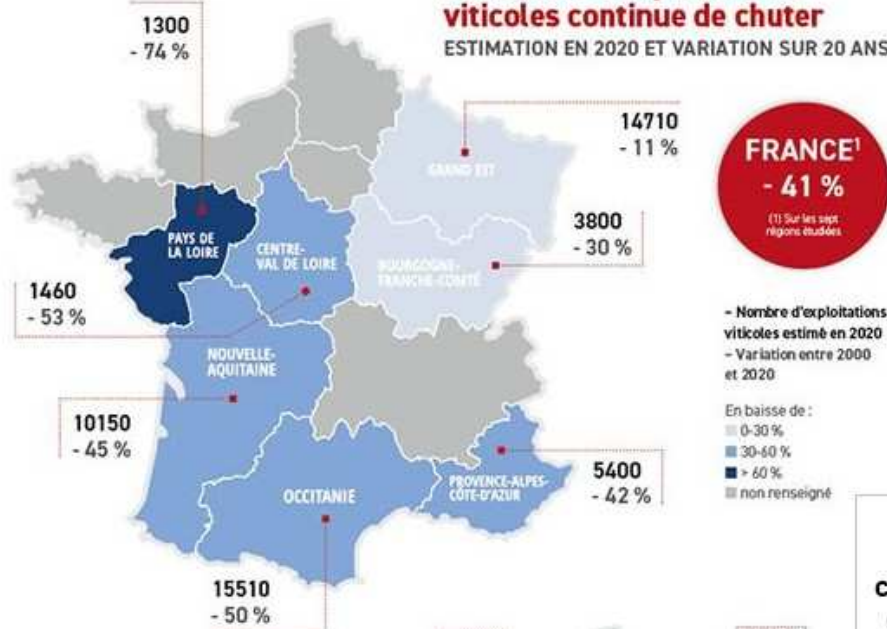 viticoles continue de chuter
ESTIMATION EN 2020 ET VARIATION SUR 20 ANS
1300
- 74 %
14710
- 11 %
GRAND EST
FRANCE¹
- 41 %
(1) Sur les sept
régions étudiées
3800
- 30 %
PAYS DE
LA LOIRE
CENTRE-
VAL DE LOIRE
BOURGOGNE-
FRANCHE-COMTÉ
1460
- 53 %
- Nombre d'exploitations
viticoles estimé en 2020
- Variation entre 2000
et 2020
NOUVELLE-
AQUITAINE
En baisse de :
0-30 %
30-60 %
> 60 %
non renseigné
10150
- 45 %
5400
- 42 %
PROVENCE-ALPES-
CÔTE-D'AZUR
OCCITANIE
15510
- 50 %